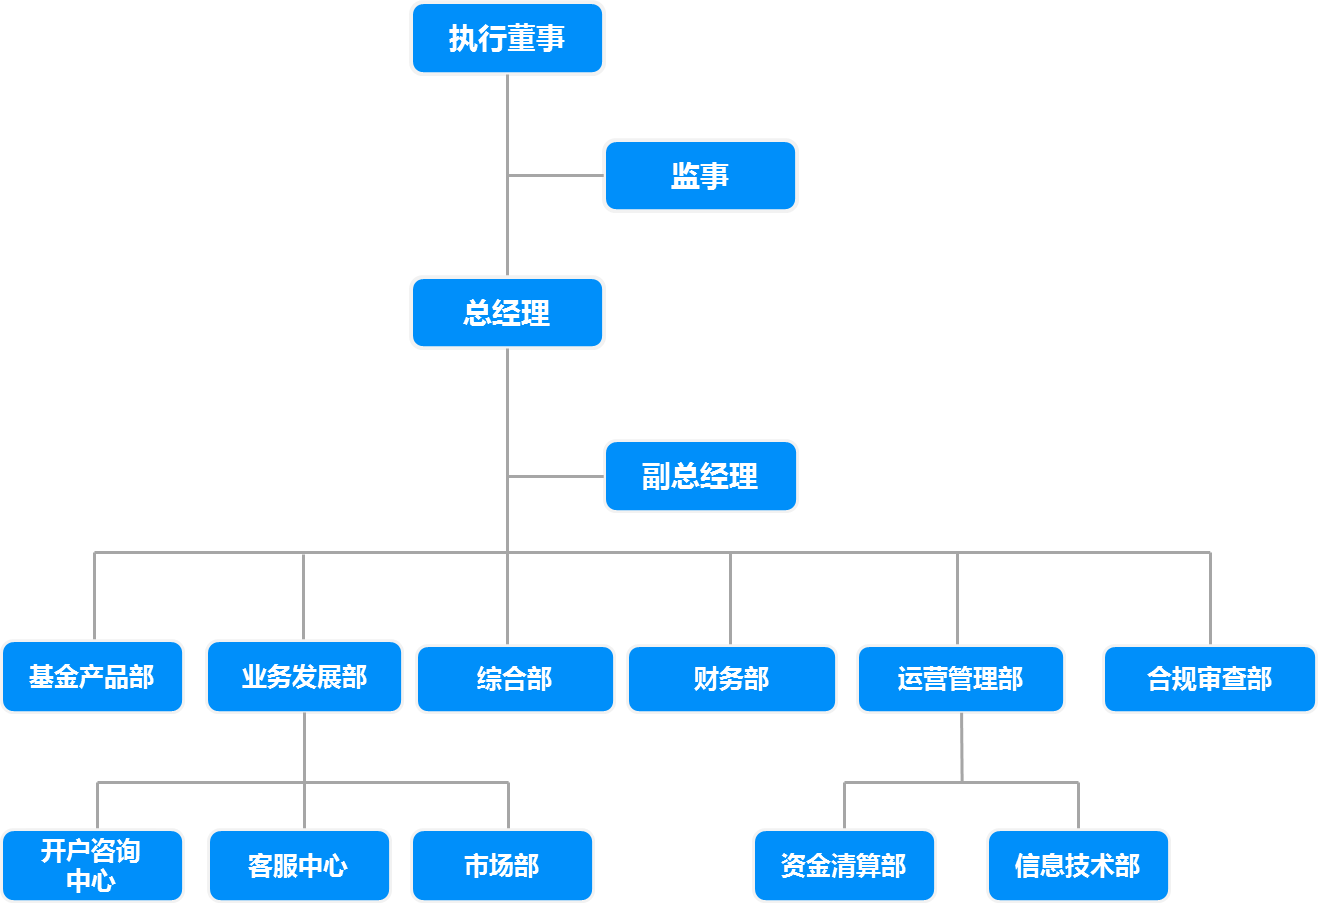 执行董事
监事
总经理
副总经理
基金产品部
业务发展部
综合部
财务部
运营管理部
合规审查部
开户咨询
中心
客服中心
市场部
资金清算部
信息技术部